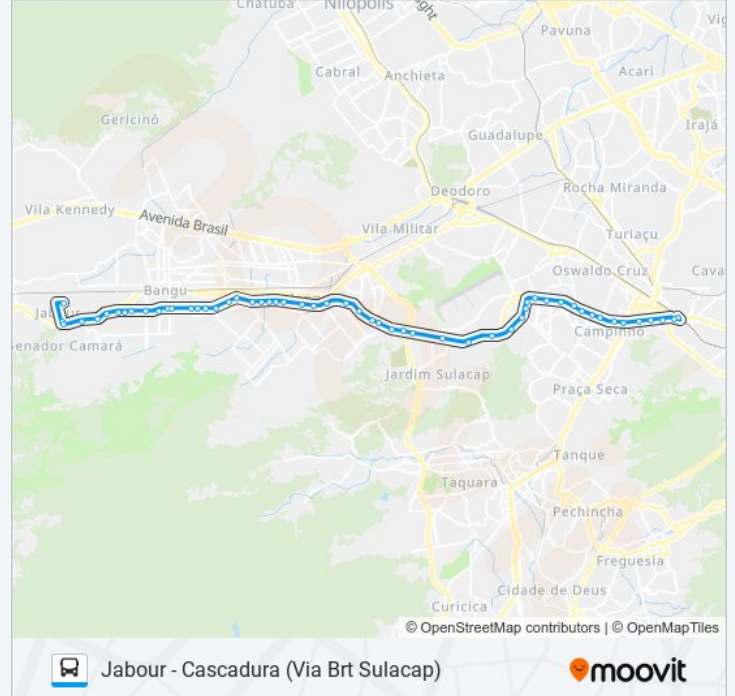 Chatuba
Nilópolis
Pavuna
Cabral
Anchieta
Acari
Gericinó
Guadalupe
Irajá
Deodoro
Rocha Miranda
Vila Kennedy
Avenida Brasil
Vila Militar
Turiaçu
Oswaldo Cruz
Cava
Bangu
Campinho
enador Camará
Jardim Sulacap
Praça Seca
Tanque
Taquara
Pechincha
Freguesia
Cidade de Deus
Curicica
© OpenStreetMap contributors | © OpenMapTiles
Jabour - Cascadura (Via Brt Sulacap)
moovit